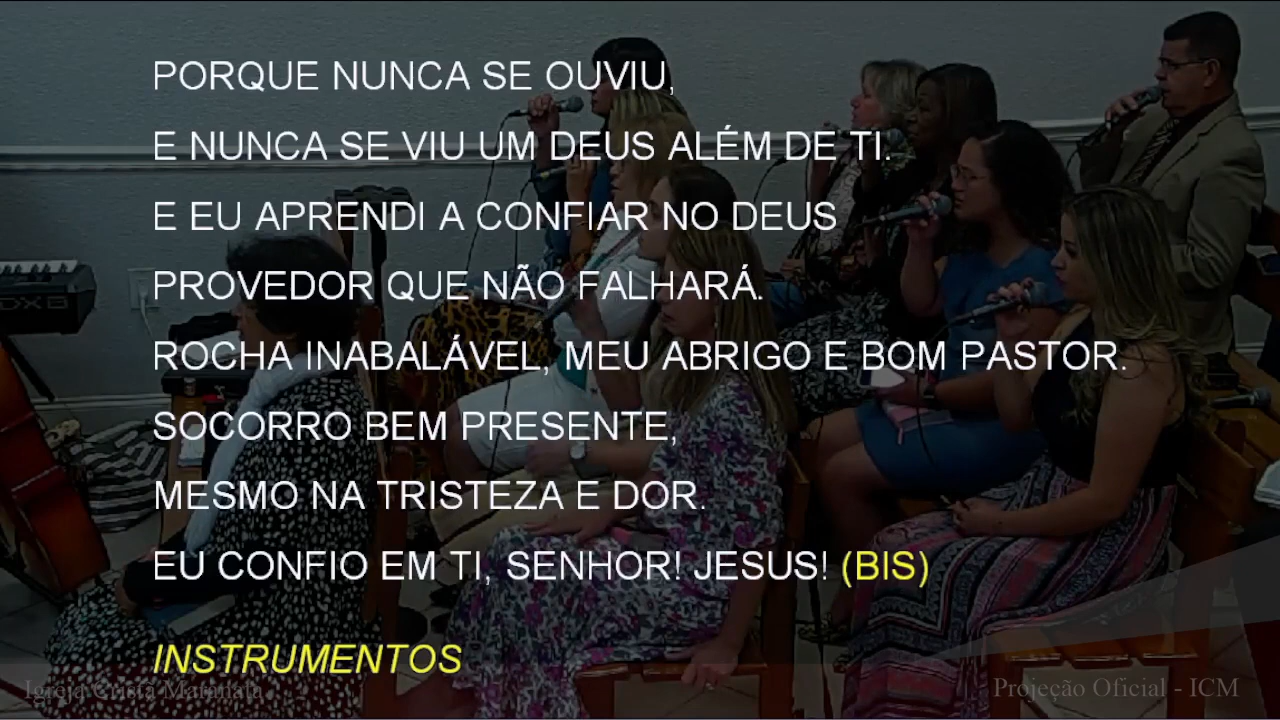 PORQUE NUNCA SE OUVIU,
E NUNCA SE VIU UM DEUS ALÉM DE TI.
E EU APRENDI A CONFIAR NO DEUS
PROVEDOR QUE NÃO FALHARÁ.
ROCHA INABALÁVEL, MEU ABRIGO E BOM PASTOR.
SOCORRO BEM PRESENTE,
MESMO NA TRISTEZA E DOR.
EU CONFIO EM TI, SENHOR! JESUS! (BIS)
INSTRUMENTOS
Igreja Cristã Maranata
Projeção Oficial - ICM